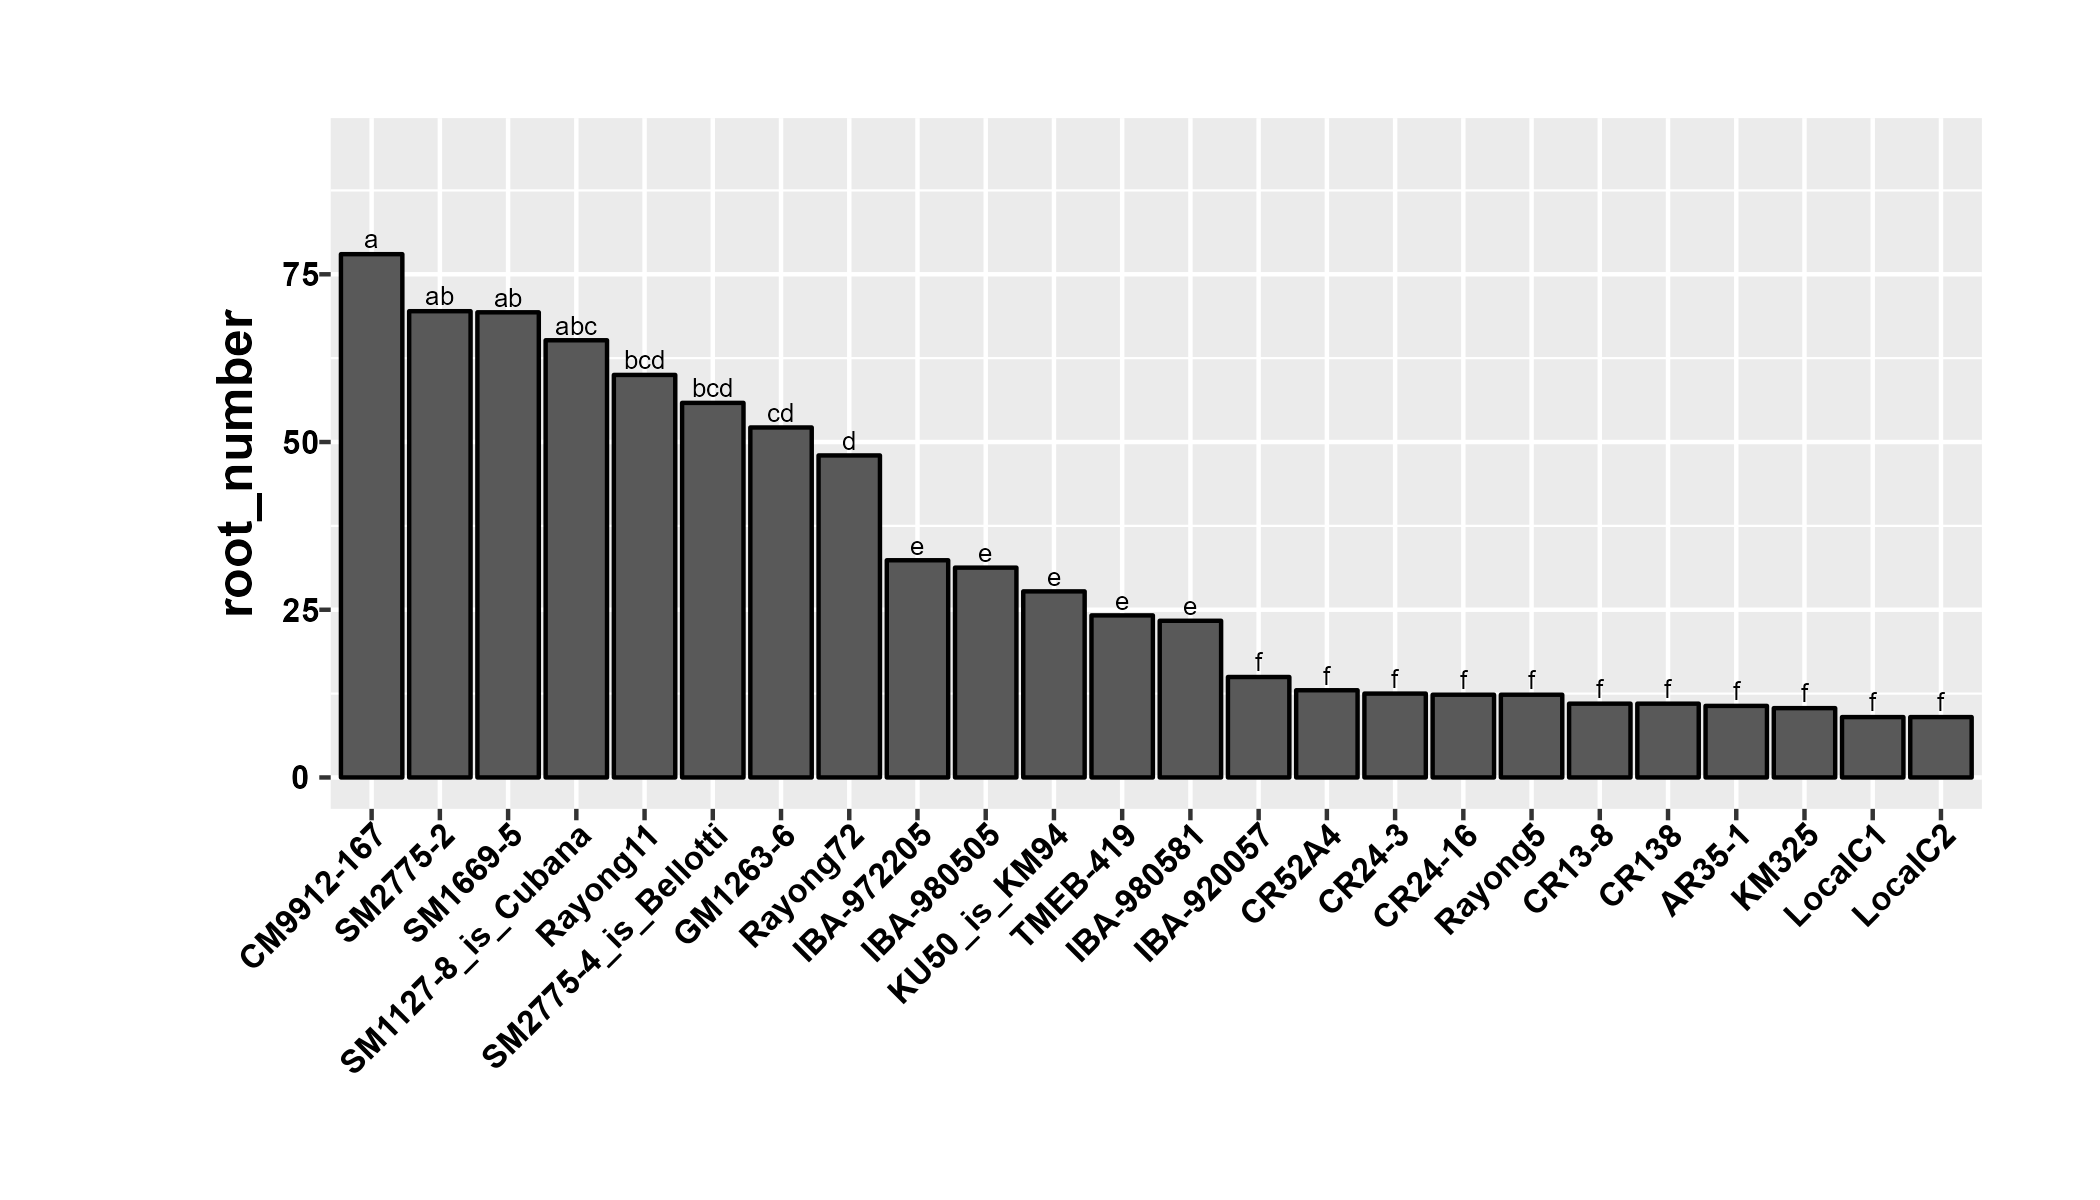 root_number
75
50
25
0
a
ab
ab
abc
bcd
bcd
cd
d
e
e
e
e
e
f
f
f
f
f
f
f
f
f
f
f
CM9912-167
SM2775-2
SM1669-5
SM1127-8_is_Cubana
Rayong11
SM2775-4_is_Bellotti
GM1263-6
Rayong72
IBA-972205
IBA-980505
KU50_is_KM94
TMEB-419
IBA-980581
IBA-920057
CR52A4
CR24-3
CR24-16
Rayong5
CR13-8
CR138
AR35-1
KM325
LocalC1
LocalC2